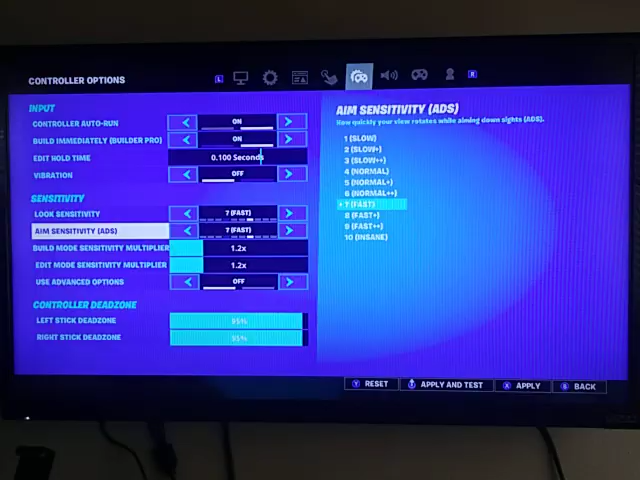 CONTROLLER OPTIONS
L
R
INPUT
CONTROLLER AUTO-RUN ON
BUILD IMMEDIATELY (BUILDER PRO) ON
EDIT HOLD TIME 0.100 Seconds
VIBRATION OFF
SENSITIVITY
LOOK SENSITIVITY 7 (FAST)
AIM SENSITIVITY (ADS) 7 (FAST)
BUILD MODE SENSITIVITY MULTIPLIER 1.2x
EDIT MODE SENSITIVITY MULTIPLIER 1.2x
USE ADVANCED OPTIONS OFF
CONTROLLER DEADZONE
LEFT STICK DEADZONE 95%
RIGHT STICK DEADZONE 95%
AIM SENSITIVITY (ADS)
How quickly your view rotates while aiming down sights (ADS).
1 (SLOW)
2 (SLOW+)
3 (SLOW++)
4 (NORMAL)
5 (NORMAL+)
6 (NORMAL++)
7 (FAST)
8 (FAST+)
9 (FAST++)
10 (INSANE)
Y RESET
APPLY AND TEST
X APPLY
B BACK